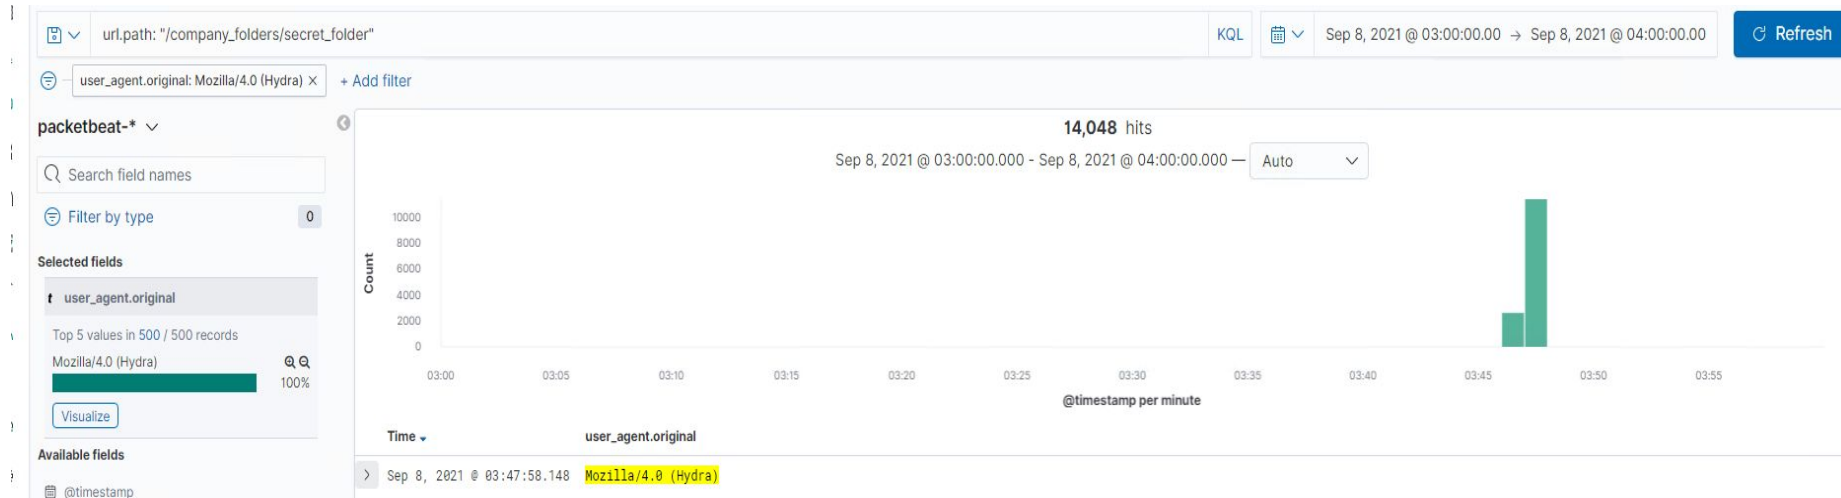 url.path: "/company_folders/secret_folder" KQL Sep 8, 2021 @ 03:00:00.00 → Sep 8, 2021 @ 04:00:00.00 Refresh
user_agent.original: Mozilla/4.0 (Hydra) × + Add filter
packetbeat-*
Search field names
Filter by type 0
Selected fields
t user_agent.original
Top 5 values in 500 / 500 records
Mozilla/4.0 (Hydra)
100%
Visualize
Available fields
@timestamp
14,048 hits
Sep 8, 2021 @ 03:00:00.000 - Sep 8, 2021 @ 04:00:00.000 — Auto
Count
10000
8000
6000
4000
2000
0
03:00 03:05 03:10 03:15 03:20 03:25 03:30 03:35 03:40 03:45 03:50 03:55
@timestamp per minute
Time user_agent.original
Sep 8, 2021 @ 03:47:58.148 Mozilla/4.0 (Hydra)